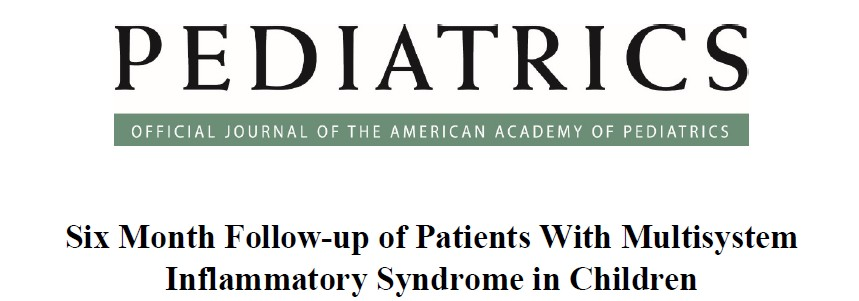 PEDIATRICS
OFFICIAL JOURNAL OF THE AMERICAN ACADEMY OF PEDIATRICS
Six Month Follow-up of Patients With Multisystem
Inflammatory Syndrome in Children